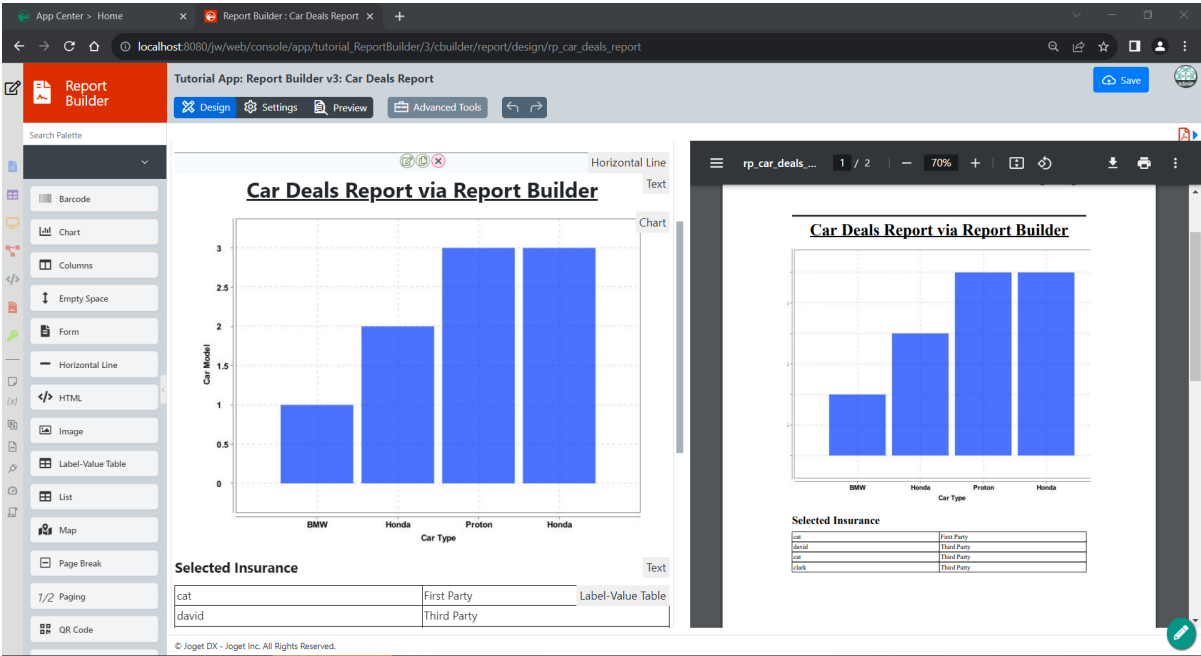 App Center > Home
Report Builder : Car Deals Report
localhost:8080/jw/web/console/app/tutorial_ReportBuilder/3/cbuilder/report/design/rp_car_deals_report
Report
Builder
Tutorial App: Report Builder v3: Car Deals Report
Design
Settings
Preview
Advanced Tools
Save
Search Palette
Barcode
Chart
Columns
Empty Space
Form
Horizontal Line
</> HTML
Image
Label-Value Table
List
Map
Page Break
1/2 Paging
QR Code
</>
(x)
Horizontal Line
Car Deals Report via Report Builder
Text
Chart
3
2.5
2
1.5
1
0.5
0
Car Model
BMW Honda Proton Honda
Car Type
Selected Insurance
Text
cat First Party
Label-Value Table
david Third Party
rp_car_deals_... 1 / 2 70%
Car Deals Report via Report Builder
BMW Honda Proton Honda
Car Type
Selected Insurance
cat First Party
david Third Party
cat Third Party
clark Third Party
© Joget DX - Joget Inc. All Rights Reserved.